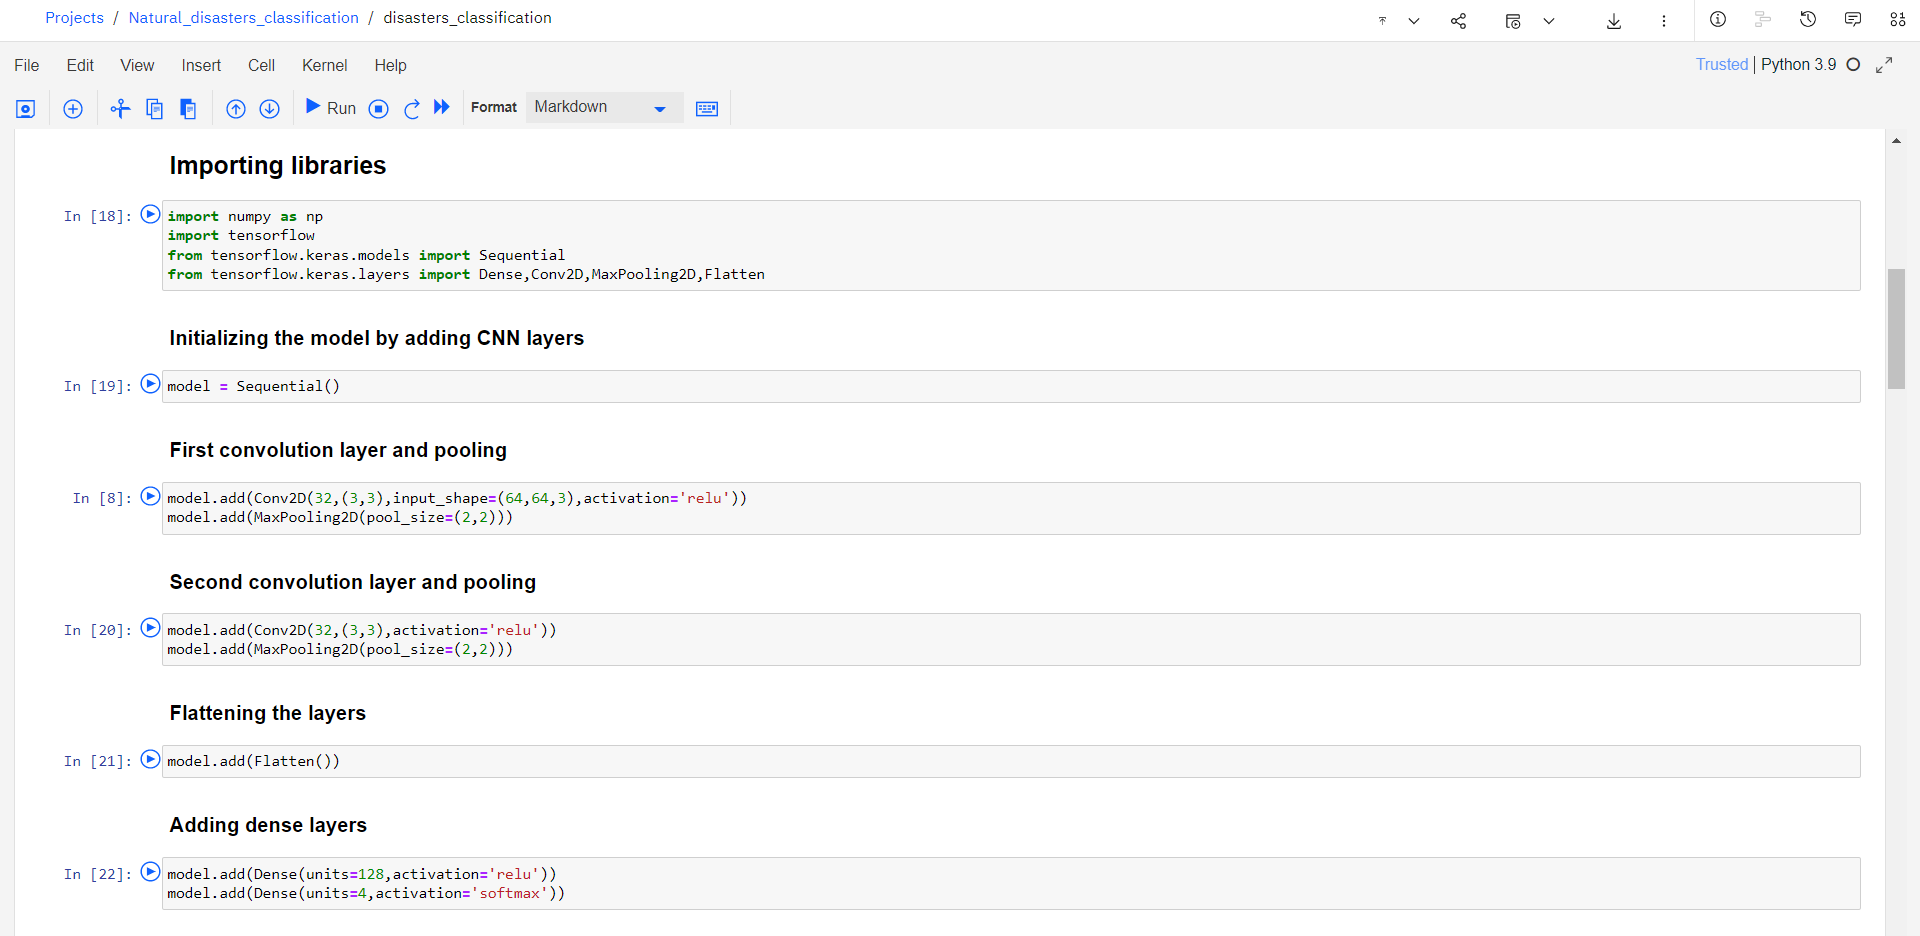 Projects / Natural_disasters_classification / disasters_classification
File Edit View Insert Cell Kernel Help
Trusted | Python 3.9
Run Format Markdown
Importing libraries
In [18]: import numpy as np
import tensorflow
from tensorflow.keras.models import Sequential
from tensorflow.keras.layers import Dense,Conv2D,MaxPooling2D,Flatten
Initializing the model by adding CNN layers
In [19]: model = Sequential()
First convolution layer and pooling
In [8]: model.add(Conv2D(32,(3,3),input_shape=(64,64,3),activation='relu'))
model.add(MaxPooling2D(pool_size=(2,2)))
Second convolution layer and pooling
In [20]: model.add(Conv2D(32,(3,3),activation='relu'))
model.add(MaxPooling2D(pool_size=(2,2)))
Flattening the layers
In [21]: model.add(Flatten())
Adding dense layers
In [22]: model.add(Dense(units=128,activation='relu'))
model.add(Dense(units=4,activation='softmax'))